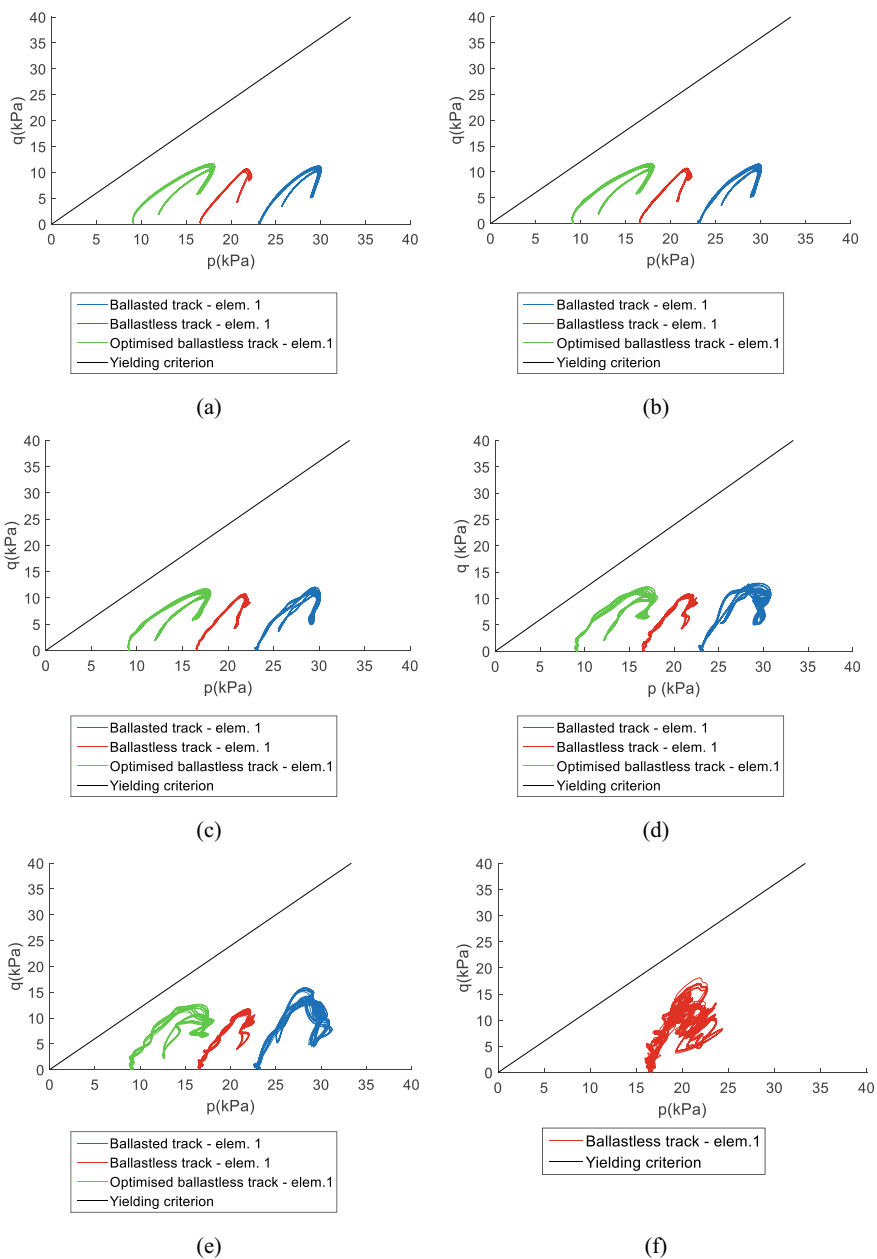 40
35
30
25
20
15
10
5
0
q(kPa)
0 5 10 15 20 25 30 35 40
p(kPa)
Ballasted track - elem. 1
Ballastless track - elem. 1
Optimised ballastless track - elem.1
Yielding criterion
(a)
40
35
30
25
20
15
10
5
0
q(kPa)
0 5 10 15 20 25 30 35 40
p(kPa)
Ballasted track - elem. 1
Ballastless track - elem. 1
Optimised ballastless track - elem.1
Yielding criterion
(b)
40
35
30
25
20
15
10
5
0
q(kPa)
0 5 10 15 20 25 30 35 40
p(kPa)
Ballasted track - elem. 1
Ballastless track - elem. 1
Optimised ballastless track - elem.1
Yielding criterion
(c)
40
35
30
25
20
15
10
5
0
q (kPa)
0 5 10 15 20 25 30 35 40
p (kPa)
Ballasted track - elem. 1
Ballastless track - elem. 1
Optimised ballastless track - elem.1
Yielding criterion
(d)
40
35
30
25
20
15
10
5
0
q(kPa)
0 5 10 15 20 25 30 35 40
p(kPa)
Ballasted track - elem. 1
Ballastless track - elem. 1
Optimised ballastless track - elem.1
Yielding criterion
(e)
40
35
30
25
20
15
10
5
0
q(kPa)
0 5 10 15 20 25 30 35 40
p(kPa)
Ballastless track - elem.1
Yielding criterion
(f)